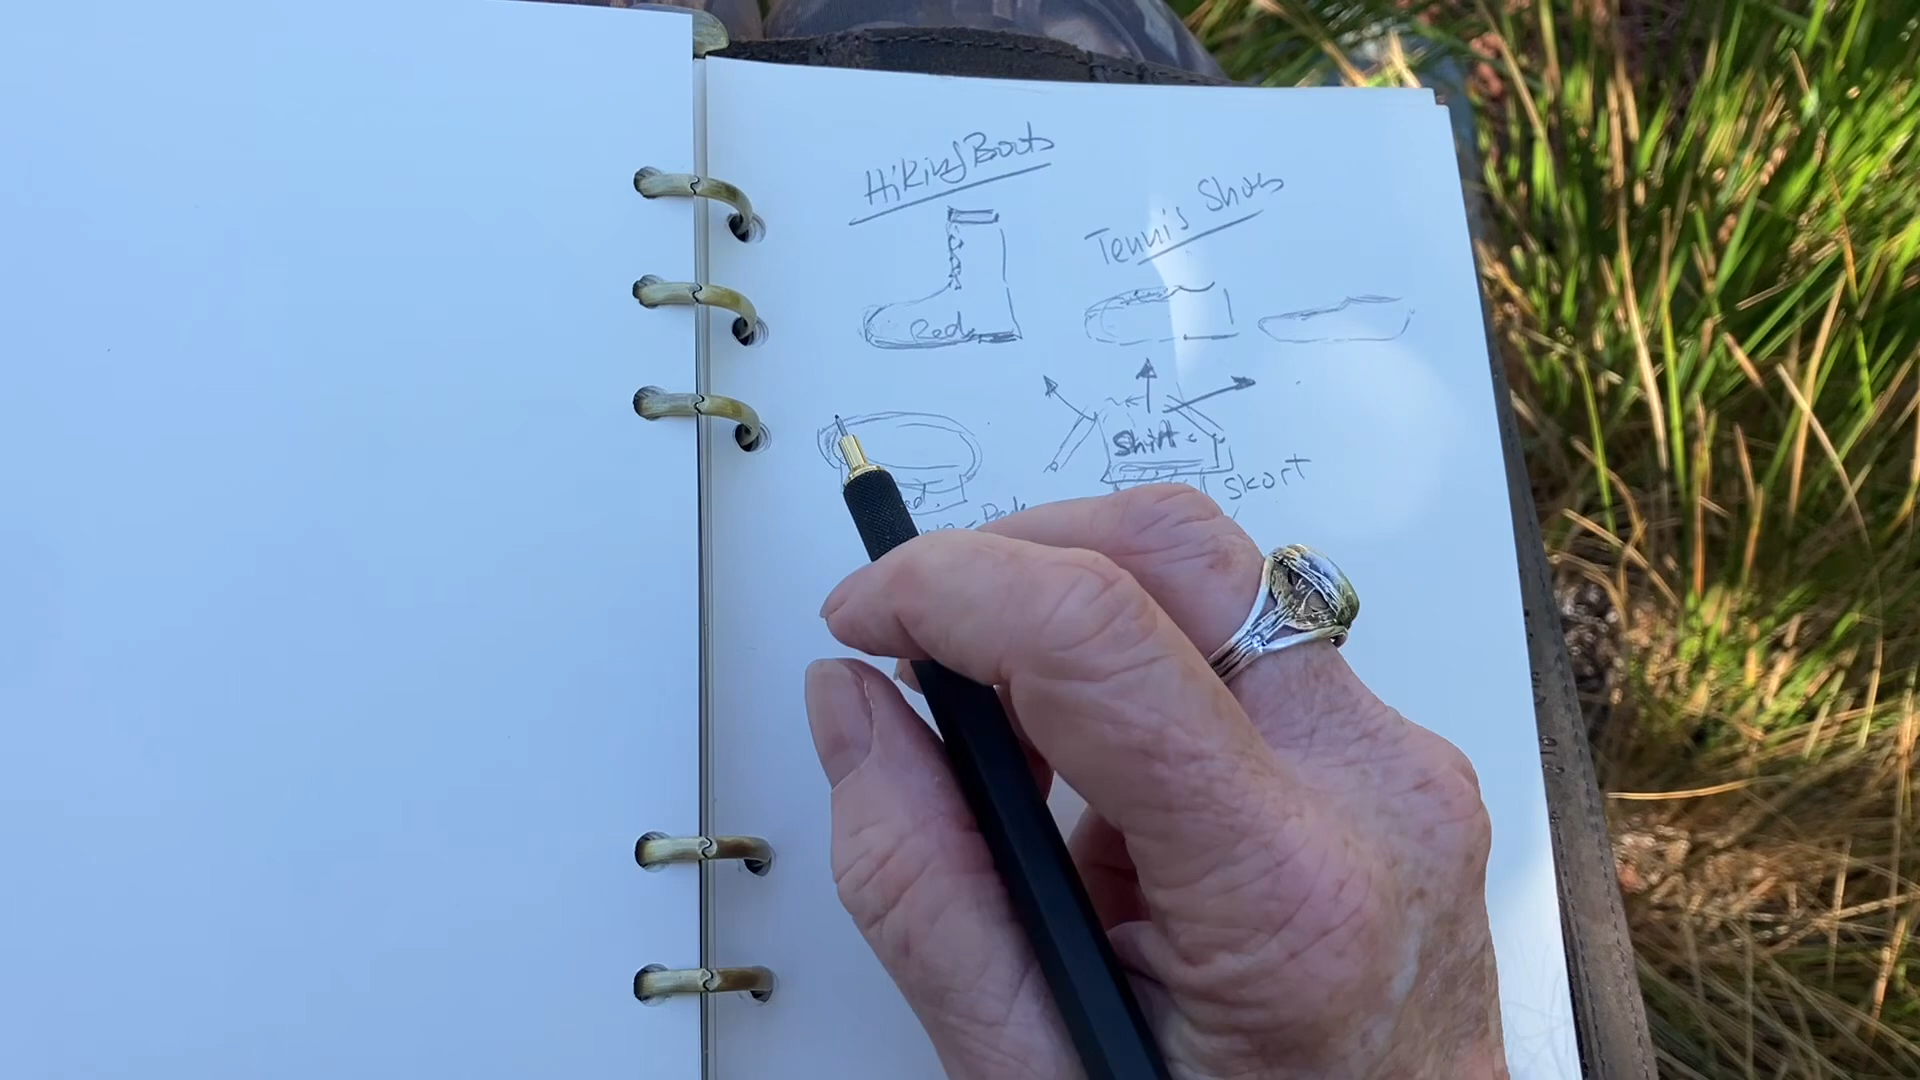 Hiking Boots
Tennis Shoes
Red
Shirt
Skort